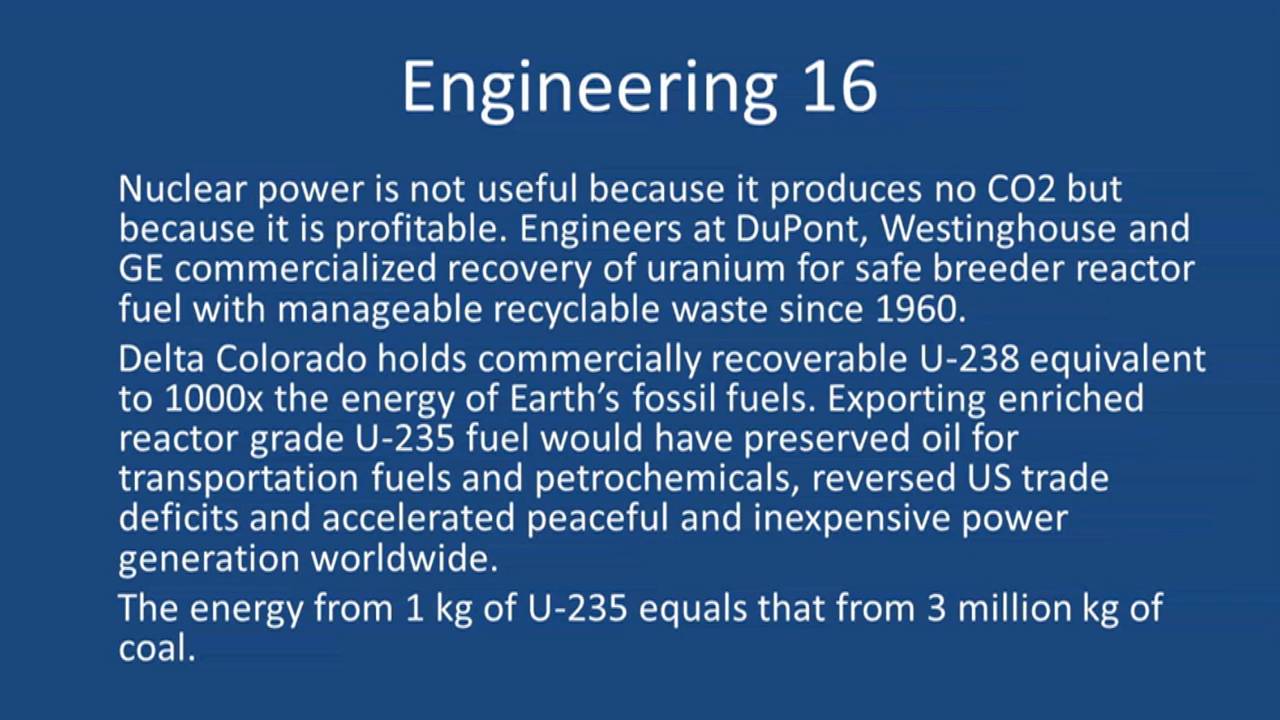 Engineering 16
Nuclear power is not useful because it produces no CO2 but
because it is profitable. Engineers at DuPont, Westinghouse and
GE commercialized recovery of uranium for safe breeder reactor
fuel with manageable recyclable waste since 1960.
Delta Colorado holds commercially recoverable U-238 equivalent
to 1000x the energy of Earth’s fossil fuels. Exporting enriched
reactor grade U-235 fuel would have preserved oil for
transportation fuels and petrochemicals, reversed US trade
deficits and accelerated peaceful and inexpensive power
generation worldwide.
The energy from 1 kg of U-235 equals that from 3 million kg of
coal.